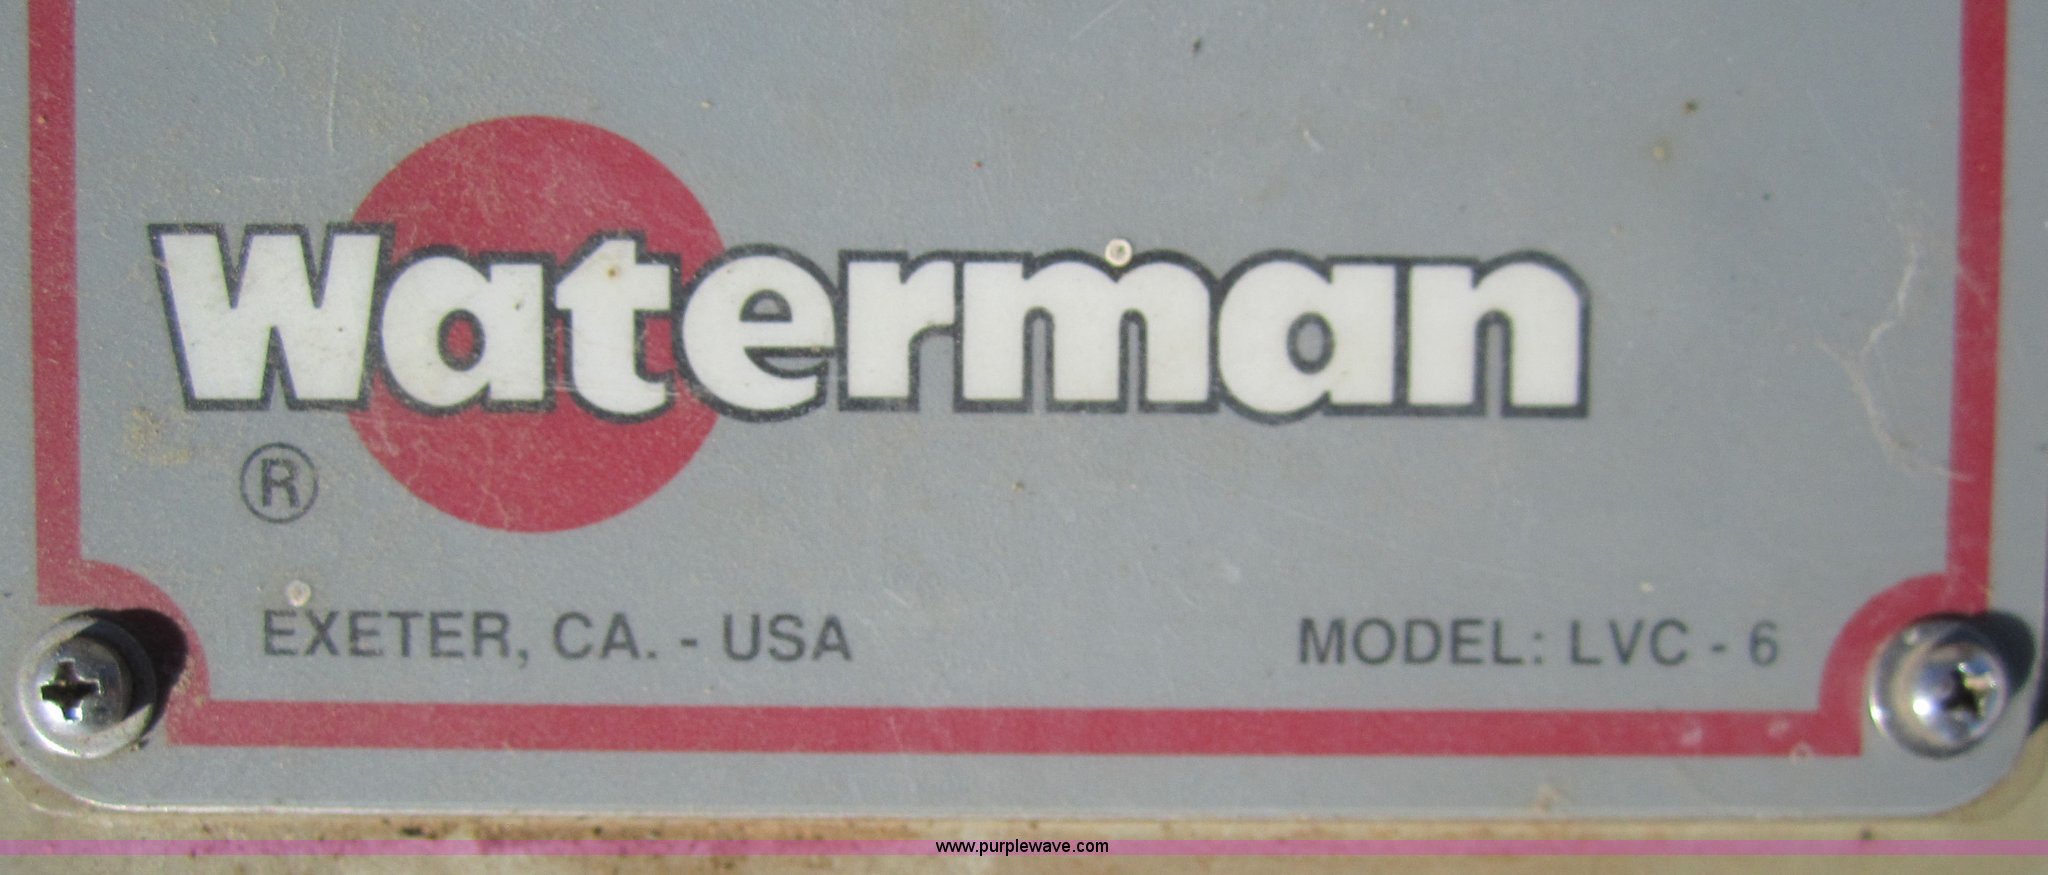 Waterman
®
EXETER, CA. - USA
MODEL: LVC - 6
www.purplewave.com